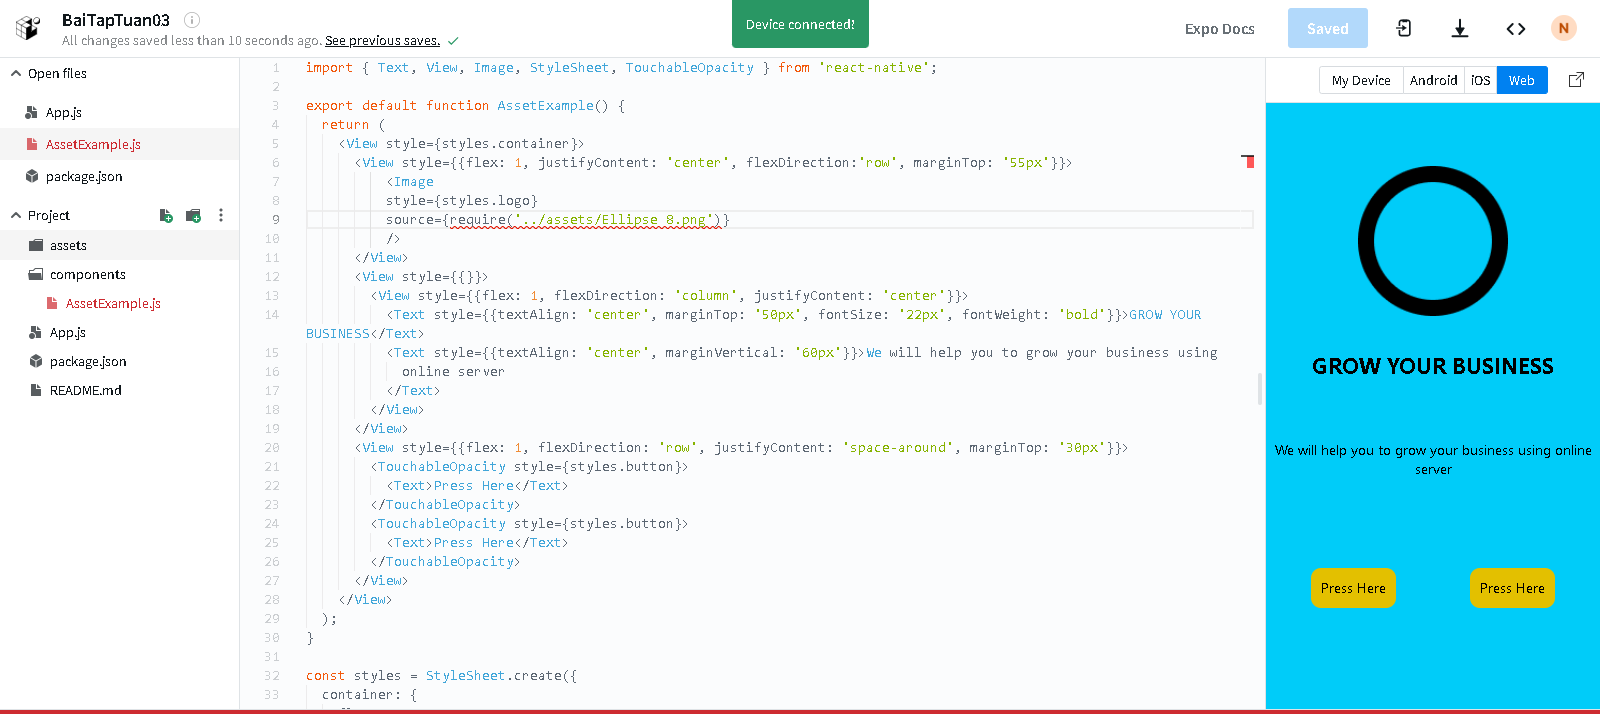 BaiTapTuan03
All changes saved less than 10 seconds ago. See previous saves.
Device connected!
Expo Docs
Saved
N
Open files
App.js
AssetExample.js
package.json
Project
assets
components
AssetExample.js
App.js
package.json
README.md
1 import { Text, View, Image, StyleSheet, TouchableOpacity } from 'react-native';
2
3 export default function AssetExample() {
4 return (
5 <View style={styles.container}>
6 <View style={{flex: 1, justifyContent: 'center', flexDirection:'row', marginTop: '55px'}}>
7 <Image
8 style={styles.logo}
9 source={require('../assets/Ellipse 8.png')}
10 />
11 </View>
12 <View style={{}}>
13 <View style={{flex: 1, flexDirection: 'column', justifyContent: 'center'}}>
14 <Text style={{textAlign: 'center', marginTop: '50px', fontSize: '22px', fontWeight: 'bold'}}>GROW YOUR
BUSINESS</Text>
15 <Text style={{textAlign: 'center', marginVertical: '60px'}}>We will help you to grow your business using
16 online server
17 </Text>
18 </View>
19 </View>
20 <View style={{flex: 1, flexDirection: 'row', justifyContent: 'space-around', marginTop: '30px'}}>
21 <TouchableOpacity style={styles.button}>
22 <Text>Press Here</Text>
23 </TouchableOpacity>
24 <TouchableOpacity style={styles.button}>
25 <Text>Press Here</Text>
26 </TouchableOpacity>
27 </View>
28 </View>
29 );
30 }
31
32 const styles = StyleSheet.create({
33 container: {
My Device Android iOS Web
GROW YOUR BUSINESS
We will help you to grow your business using online
server
Press Here Press Here